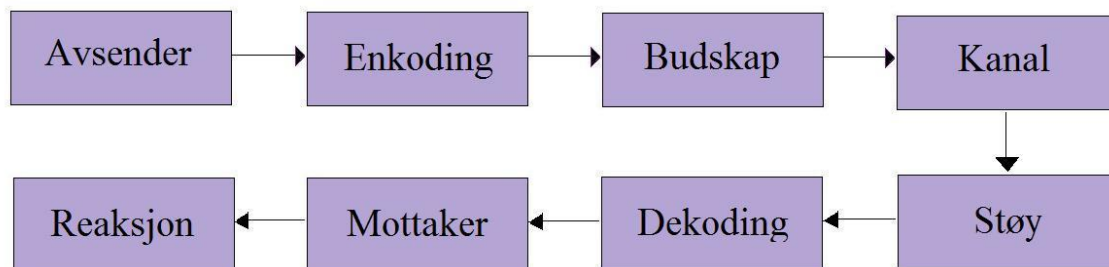 Avsender
Enkoding
Budskap
Kanal
Støy
Dekoding
Mottaker
Reaksjon